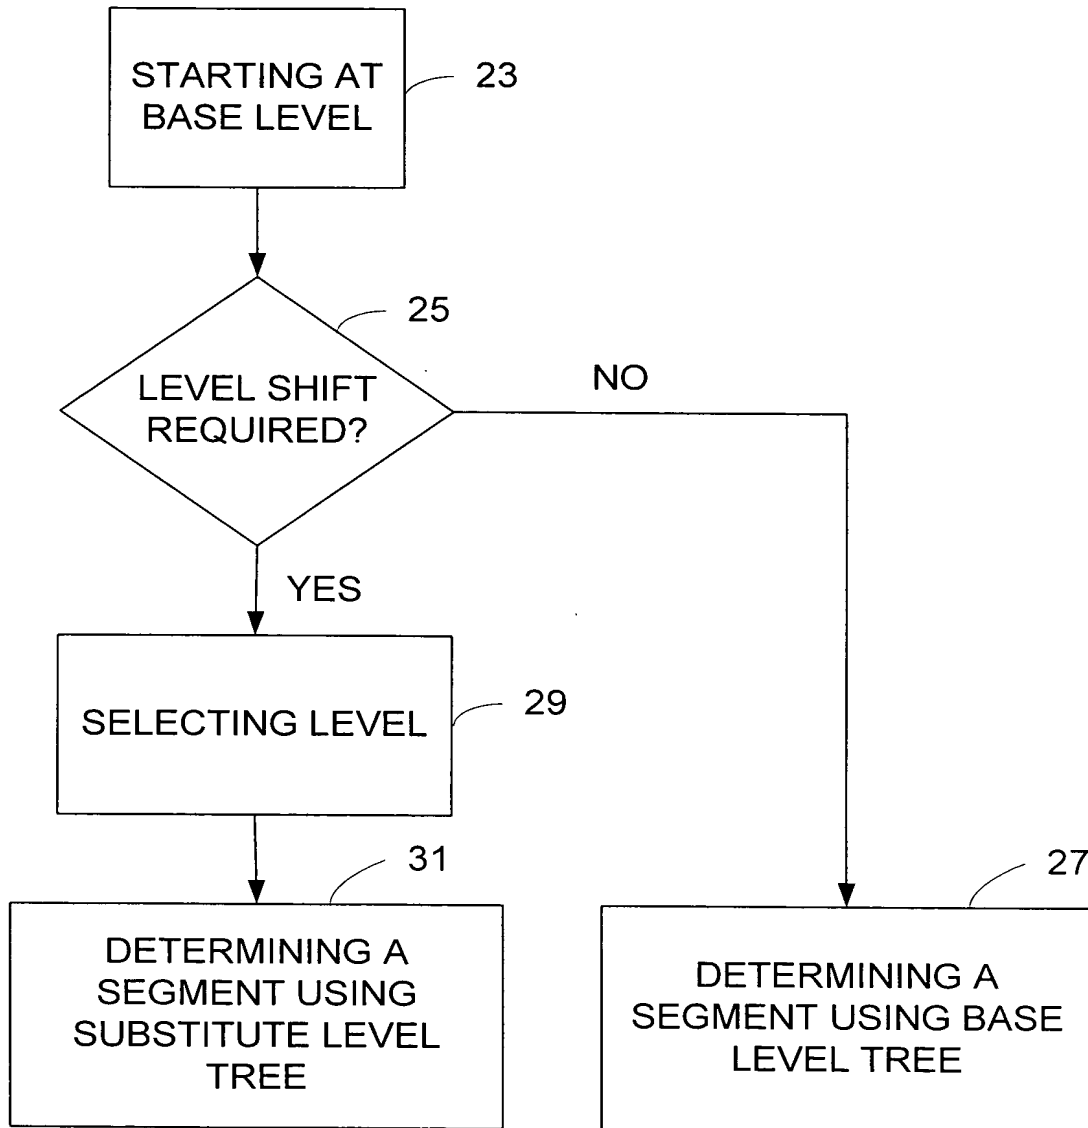 STARTING AT
BASE LEVEL
23
25
LEVEL SHIFT
REQUIRED?
NO
YES
SELECTING LEVEL
29
31
DETERMINING A
SEGMENT USING
SUBSTITUTE LEVEL
TREE
27
DETERMINING A
SEGMENT USING BASE
LEVEL TREE